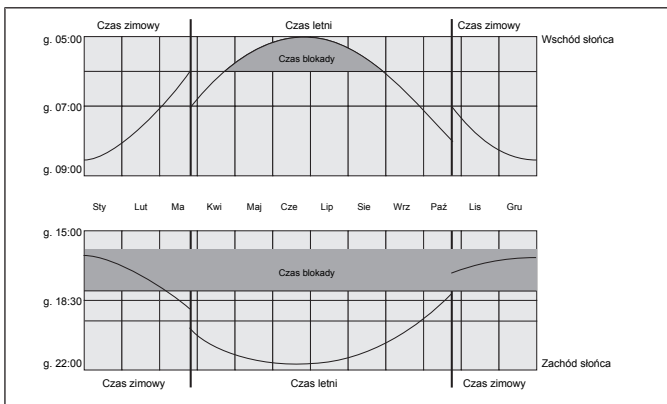 Czas zimowy Czas letni Czas zimowy
g. 05:00 Wschód słońca
Czas blokady
g. 07:00
g. 09:00
Sty Lut Ma Kwi Maj Cze Lip Sie Wrz Paź Lis Gru
g. 15:00
Czas blokady
g. 18:30
g. 22:00 Zachód słońca
Czas zimowy Czas letni Czas zimowy